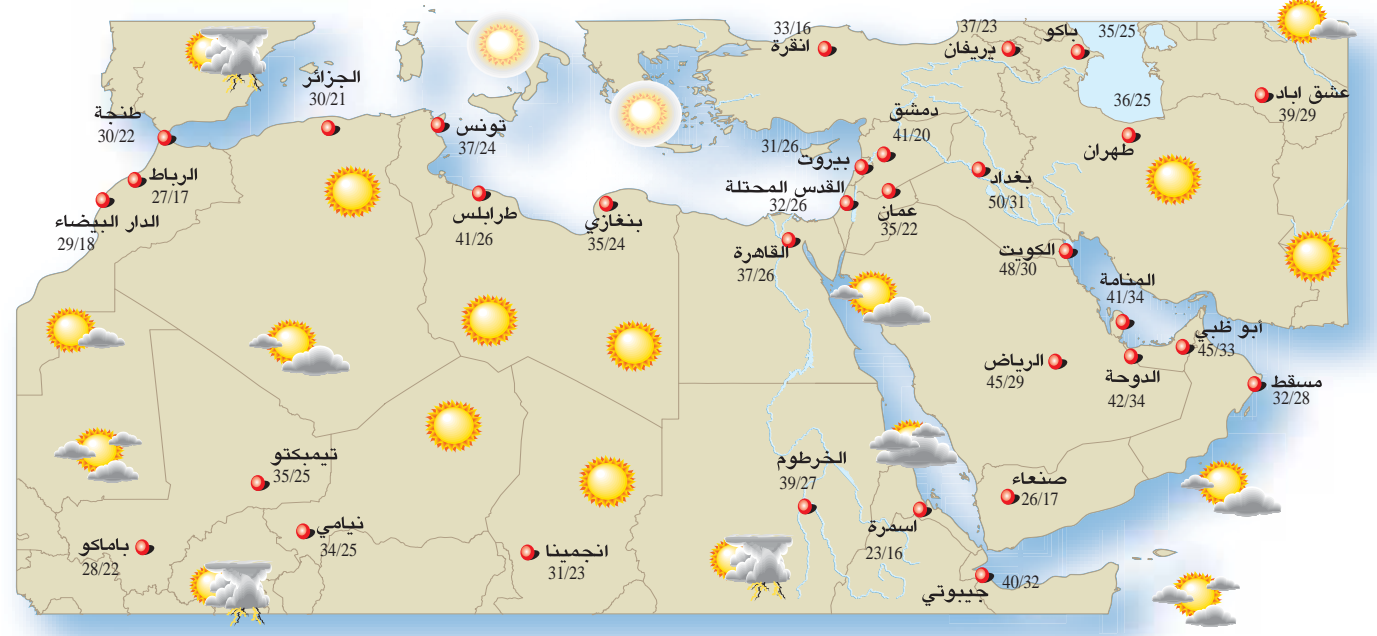 33/16
انقرة
37/23
يريفان
باكو
35/25
36/25
عشق اباد
39/29
طهران
الجزائر
30/21
طنجة
30/22
تونس
37/24
دمشق
41/20
31/26
بيروت
القدس المحتلة
32/26
عمان
35/22
بغداد
50/31
الرباط
27/17
الدار البيضاء
29/18
طرابلس
41/26
بنغازي
35/24
القاهرة
37/26
الكويت
48/30
المنامة
41/34
أبو ظبي
45/33
الرياض
45/29
الدوحة
42/34
مسقط
32/28
تيمبكتو
35/25
الخرطوم
39/27
صنعاء
26/17
نيامي
34/25
اسمرة
23/16
باماكو
28/22
انجمينا
31/23
40/32
جيبوتي